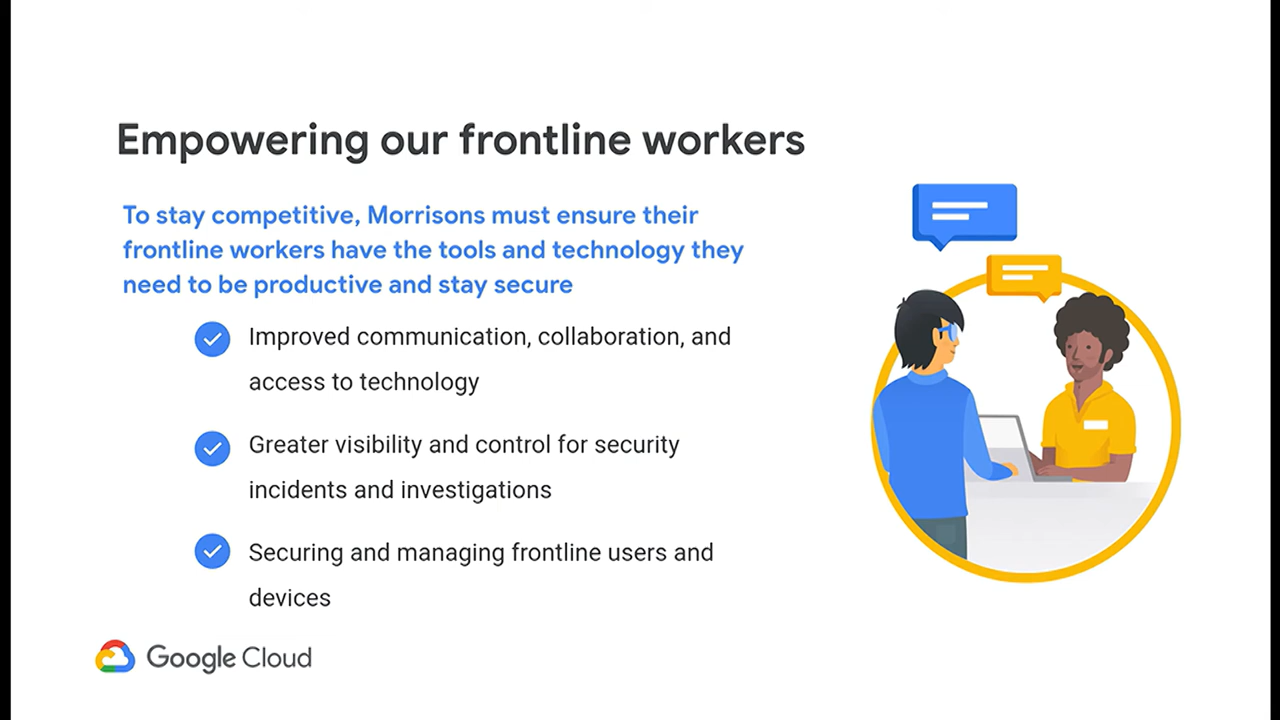 Empowering our frontline workers
To stay competitive, Morrisons must ensure their
frontline workers have the tools and technology they
need to be productive and stay secure
Improved communication, collaboration, and
access to technology
Greater visibility and control for security
incidents and investigations
Securing and managing frontline users and
devices
Google Cloud